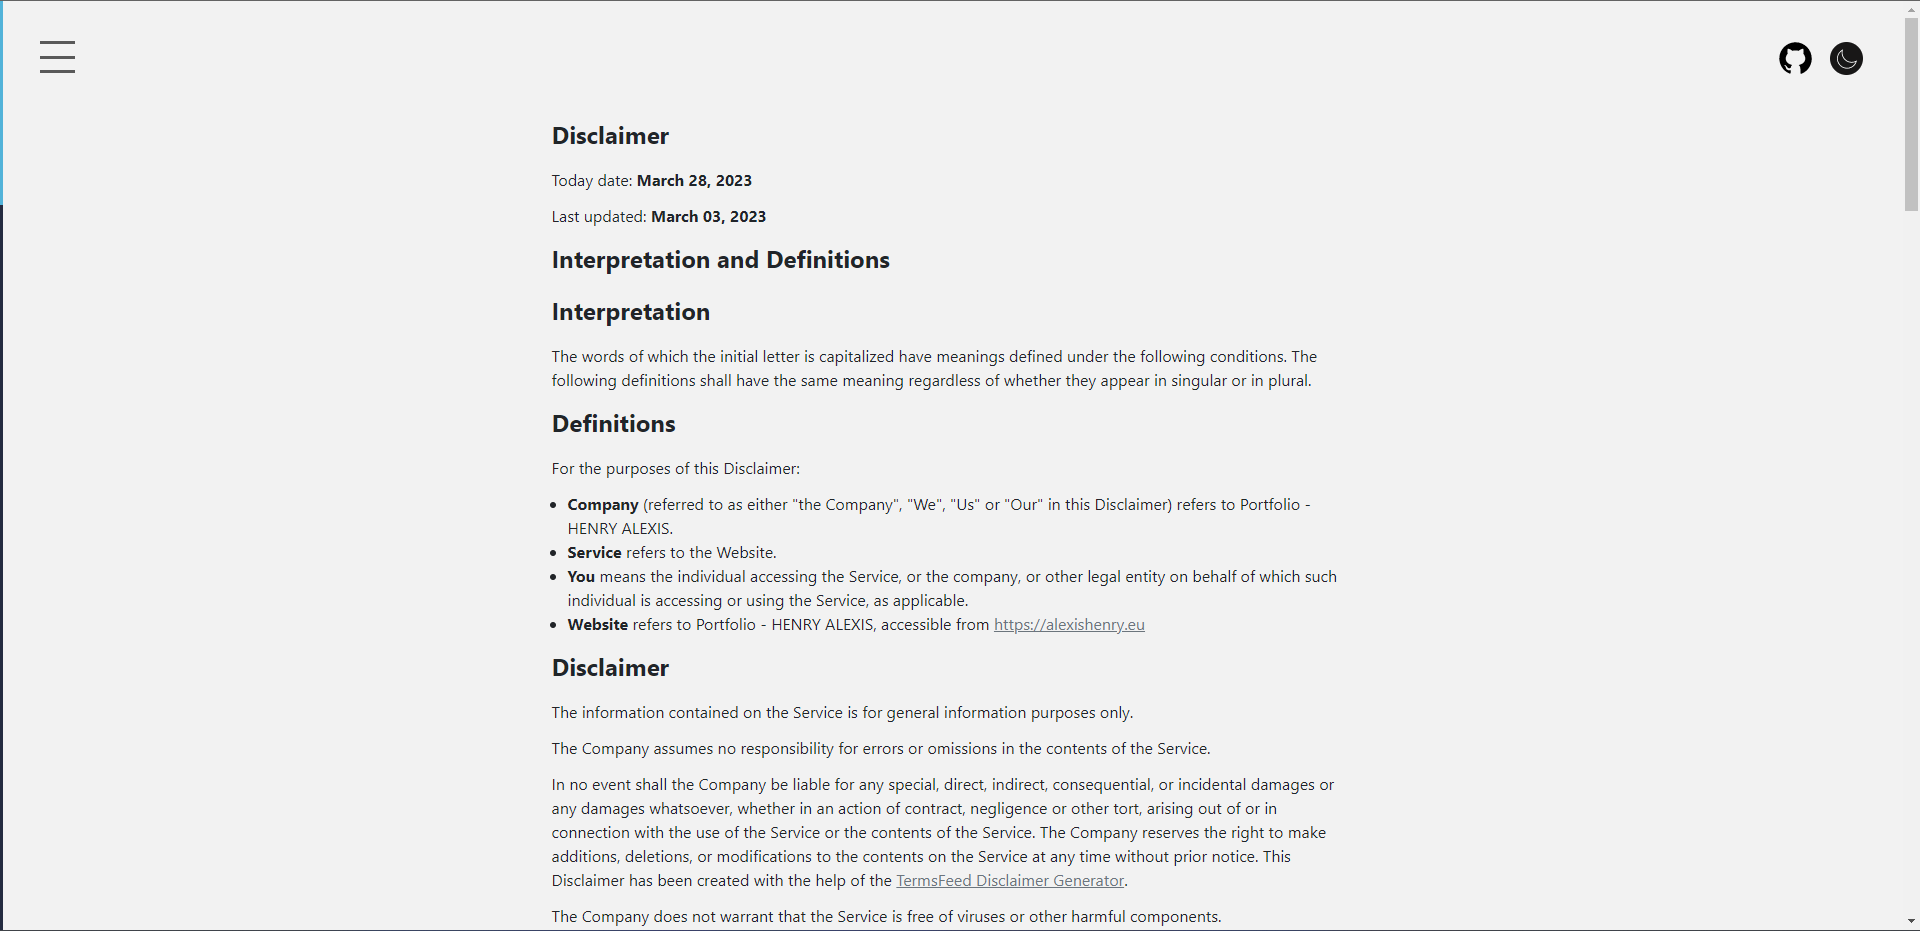 Disclaimer
Today date: March 28, 2023
Last updated: March 03, 2023
Interpretation and Definitions
Interpretation
The words of which the initial letter is capitalized have meanings defined under the following conditions. The
following definitions shall have the same meaning regardless of whether they appear in singular or in plural.
Definitions
For the purposes of this Disclaimer:
Company (referred to as either "the Company", "We", "Us" or "Our" in this Disclaimer) refers to Portfolio -
HENRY ALEXIS.
Service refers to the Website.
You means the individual accessing the Service, or the company, or other legal entity on behalf of which such
individual is accessing or using the Service, as applicable.
Website refers to Portfolio - HENRY ALEXIS, accessible from https://alexishenry.eu
Disclaimer
The information contained on the Service is for general information purposes only.
The Company assumes no responsibility for errors or omissions in the contents of the Service.
In no event shall the Company be liable for any special, direct, indirect, consequential, or incidental damages or
any damages whatsoever, whether in an action of contract, negligence or other tort, arising out of or in
connection with the use of the Service or the contents of the Service. The Company reserves the right to make
additions, deletions, or modifications to the contents on the Service at any time without prior notice. This
Disclaimer has been created with the help of the TermsFeed Disclaimer Generator.
The Company does not warrant that the Service is free of viruses or other harmful components.